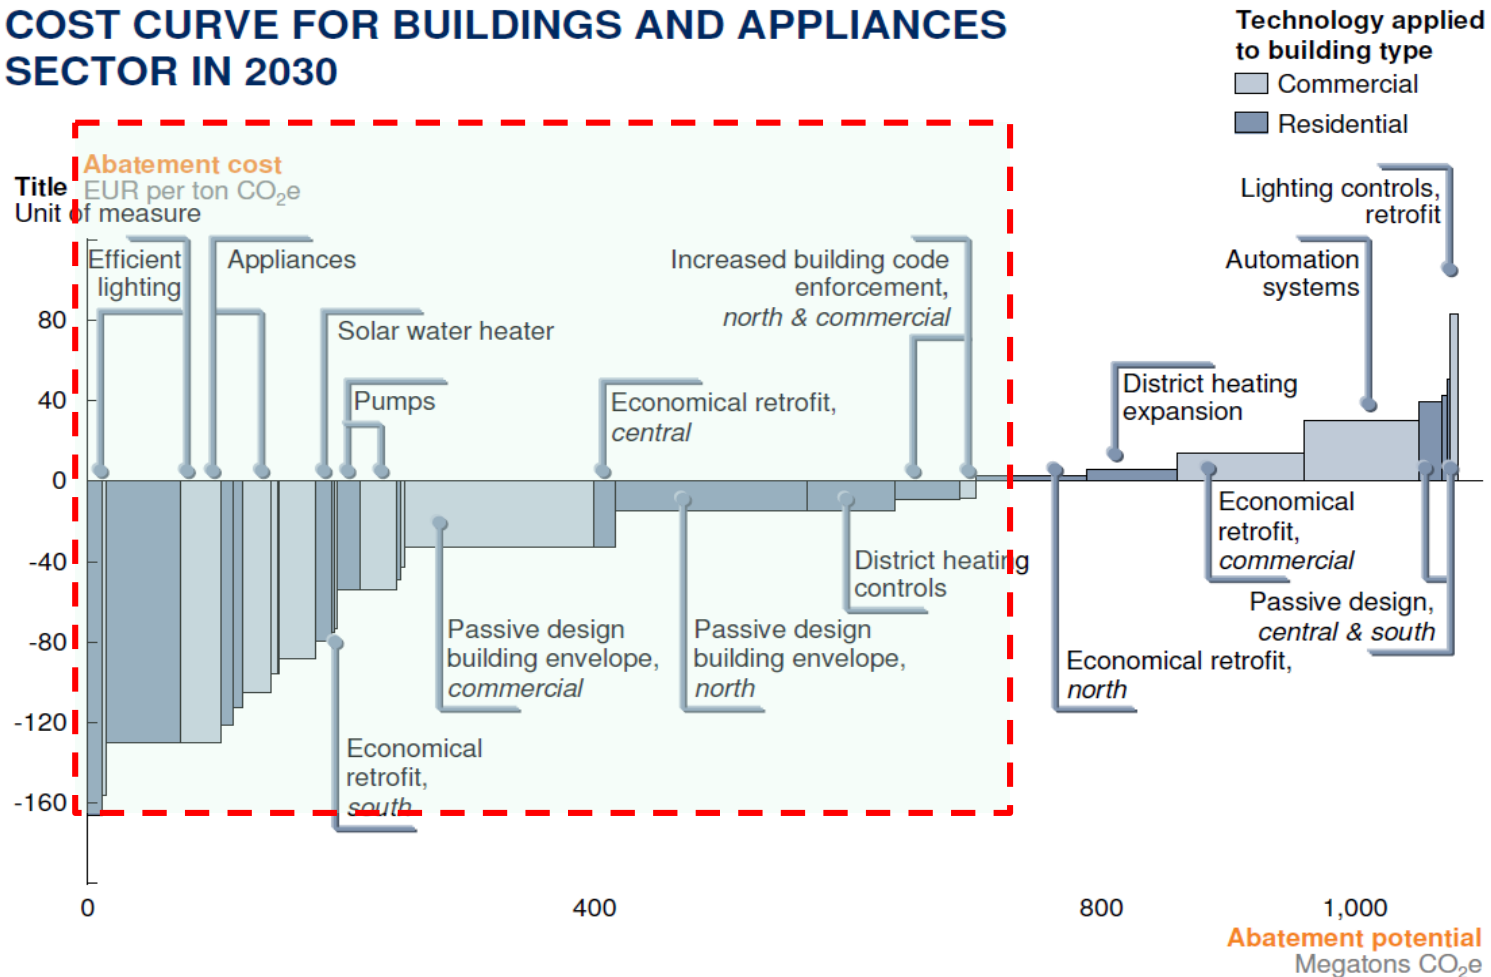 COST CURVE FOR BUILDINGS AND APPLIANCES
SECTOR IN 2030
Technology applied
to building type
Commercial
Residential
Abatement cost
EUR per ton CO₂e
Title
Unit of measure
Efficient
lighting
Appliances
Solar water heater
Pumps
Increased building code
enforcement,
north & commercial
Economical retrofit,
central
Lighting controls,
retrofit
Automation
systems
District heating
expansion
80
40
0
-40
-80
-120
-160
District heating
controls
Passive design
building envelope,
commercial
Passive design
building envelope,
north
Economical
retrofit,
south
Economical
retrofit,
commercial
Passive design,
central & south
Economical retrofit,
north
0
400
800
1,000
Abatement potential
Megatons CO₂e